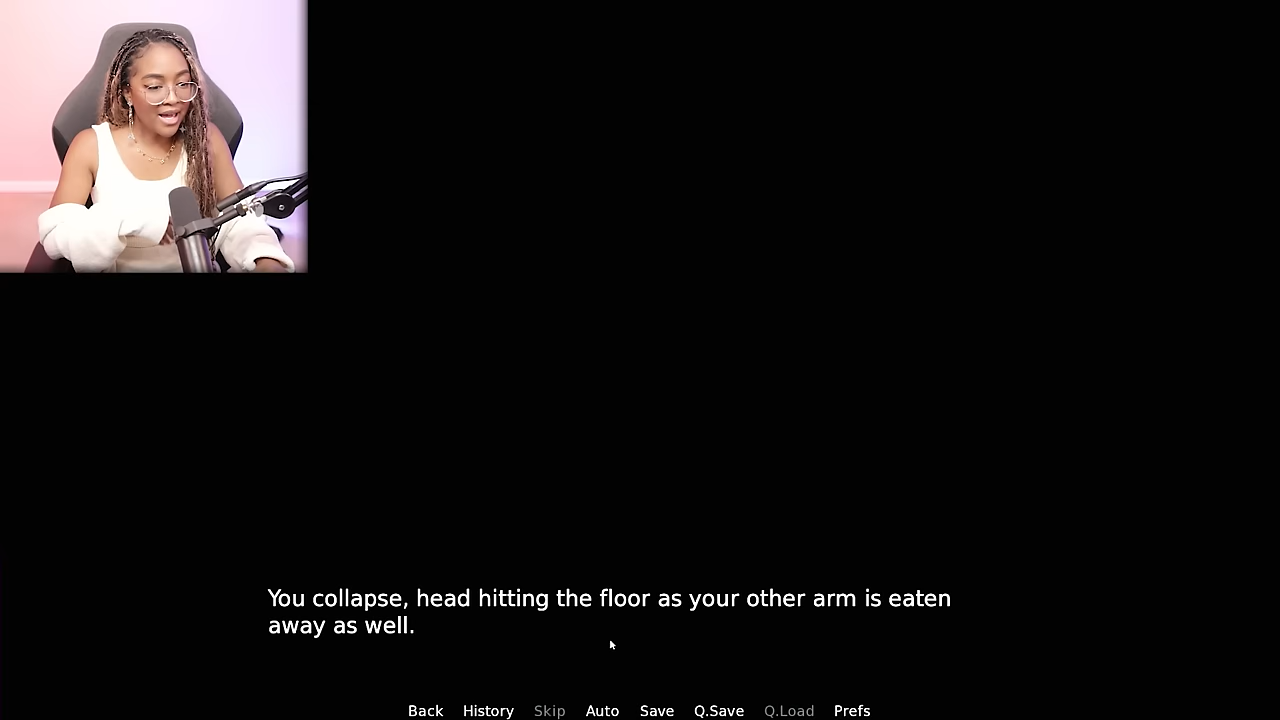 You collapse, head hitting the floor as your other arm is eaten
away as well.
Back History Skip Auto Save Q.Save Q.Load Prefs